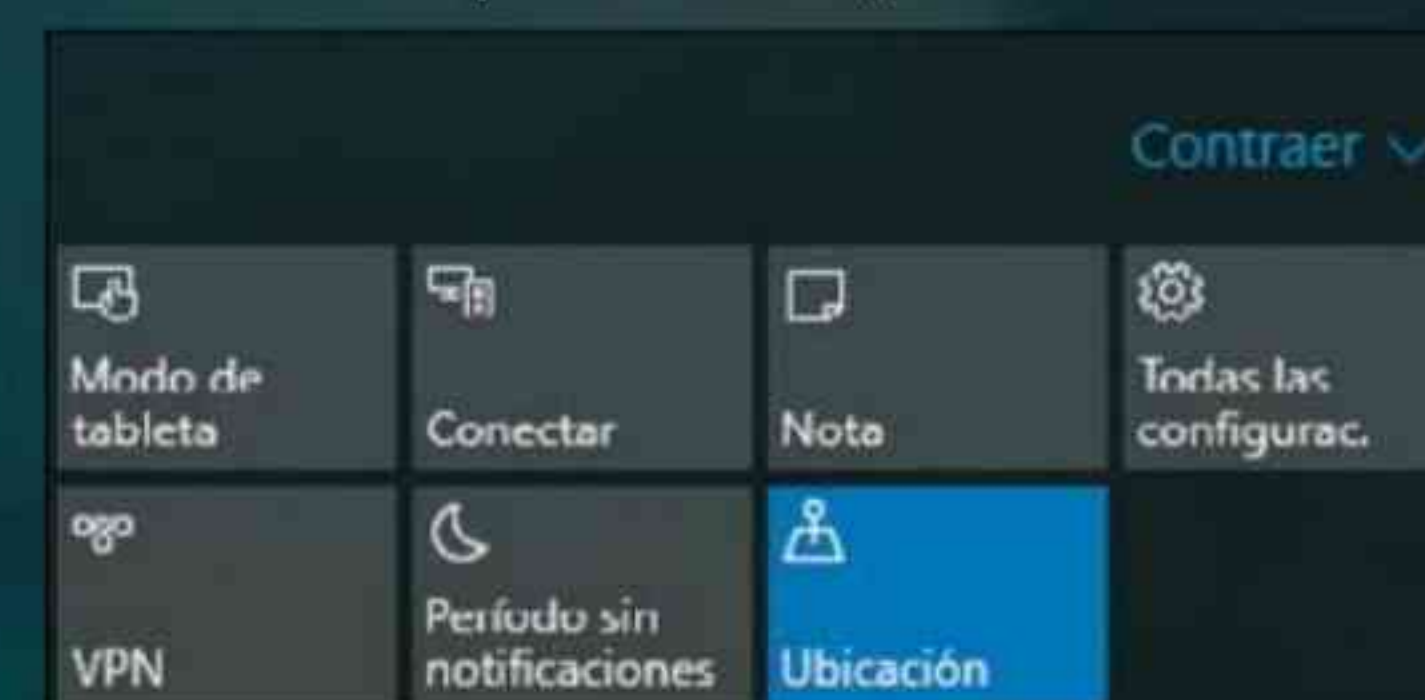 Contraer
Modo de
tableta
Conectar
Nota
Todas las
configurac.
VPN
Período sin
notificaciones
Ubicación